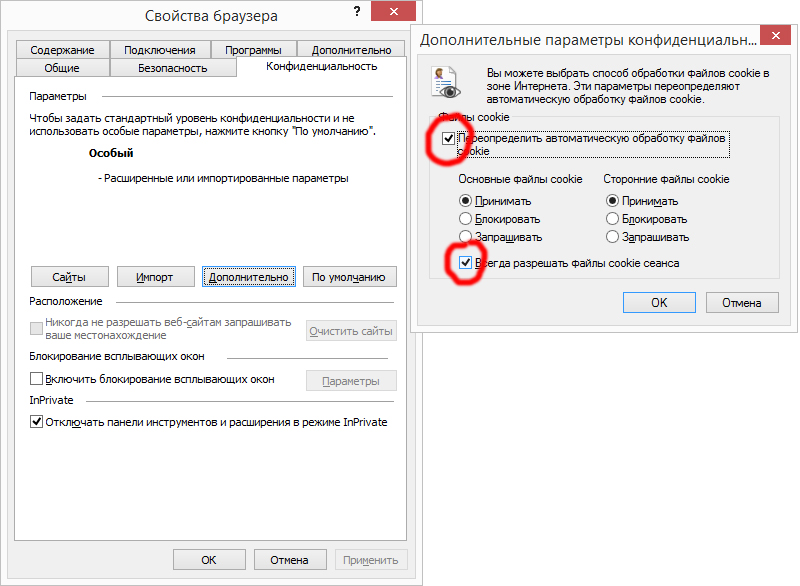 Свойства браузера
?
Содержание
Подключения
Программы
Дополнительно
Общие
Безопасность
Конфиденциальность
Параметры
Чтобы задать стандартный уровень конфиденциальности и не
использовать особые параметры, нажмите кнопку "По умолчанию".
Особый
- Расширенные или импортированные параметры
Сайты
Импорт
Дополнительно
По умолчанию
Расположение
Никогда не разрешать веб-сайтам запрашивать
ваше местонахождение
Очистить сайты
Блокирование всплывающих окон
Включить блокирование всплывающих окон
Параметры
InPrivate
Отключать панели инструментов и расширения в режиме InPrivate
ОК
Отмена
Применить
Дополнительные параметры конфиденциальн...
Вы можете выбрать способ обработки файлов cookie в
зоне Интернета. Эти параметры переопределяют
автоматическую обработку файлов cookie.
Файлы cookie
Переопределить автоматическую обработку файлов
cookie
Основные файлы cookie
Сторонние файлы cookie
Принимать
Принимать
Блокировать
Блокировать
Запрашивать
Запрашивать
Всегда разрешать файлы cookie сеанса
ОК
Отмена